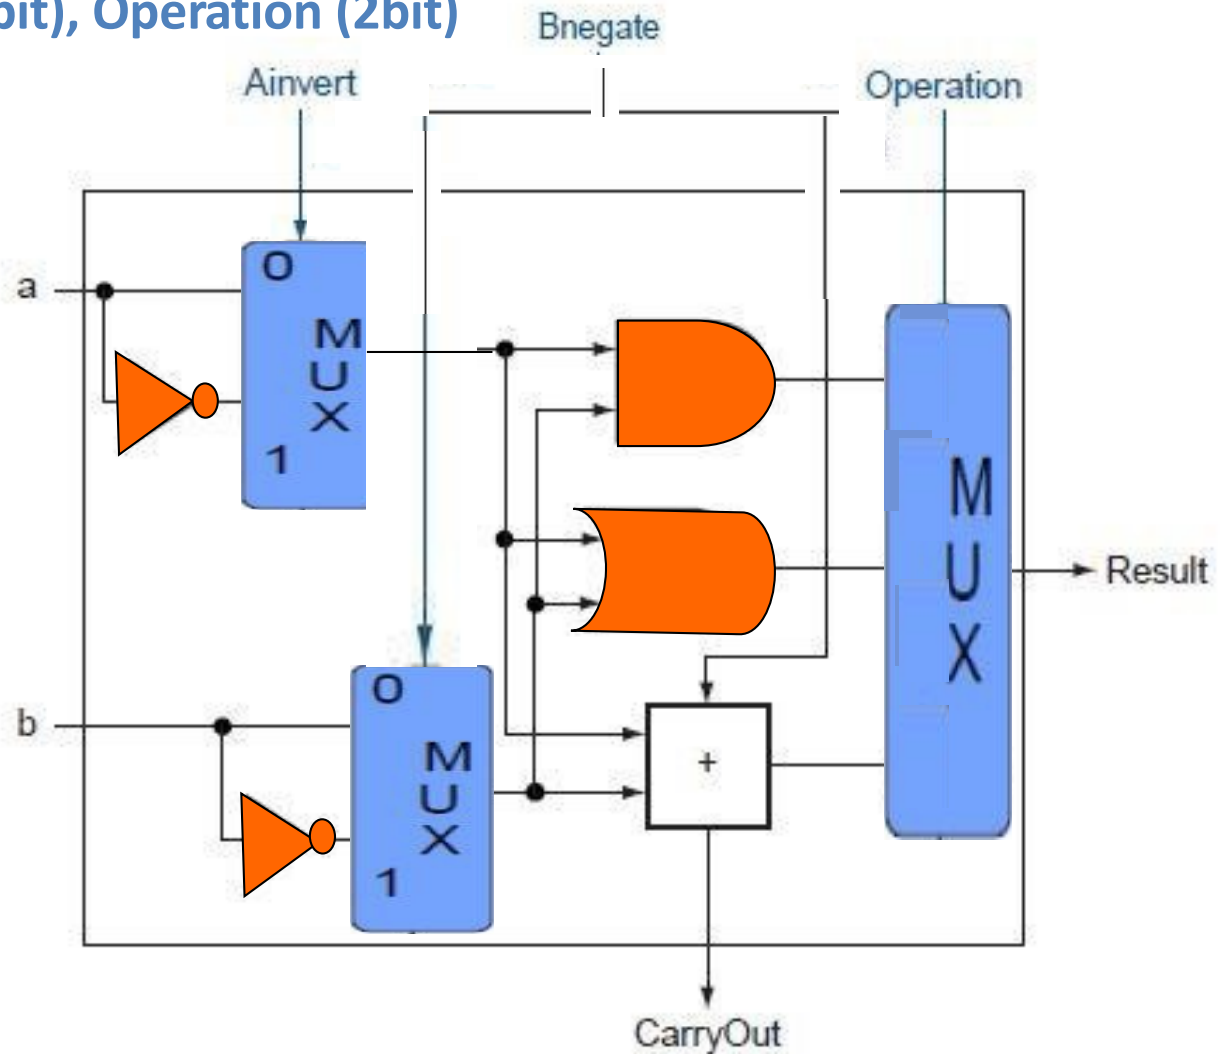 bit), Operation (2bit)
Bnegate
Ainvert
Operation
a
0
MUX
1
b
0
MUX
1
+
MUX
Result
CarryOut